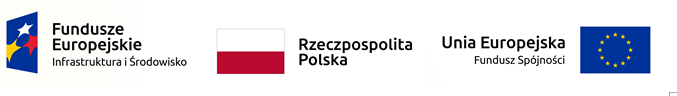 Fundusze
Europejskie
Infrastruktura i Środowisko
Rzeczpospolita
Polska
Unia Europejska
Fundusz Spójności